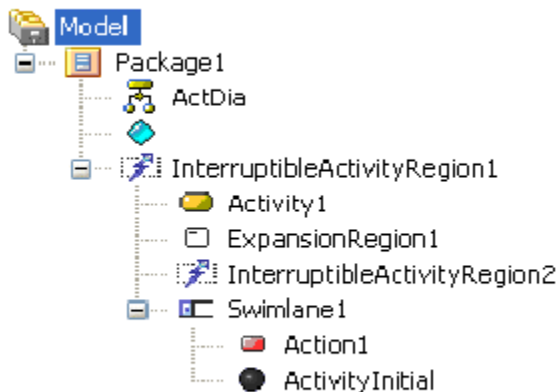 Model
Package1
ActDia
InterruptibleActivityRegion1
Activity1
ExpansionRegion1
InterruptibleActivityRegion2
Swimlane1
Action1
ActivityInitial